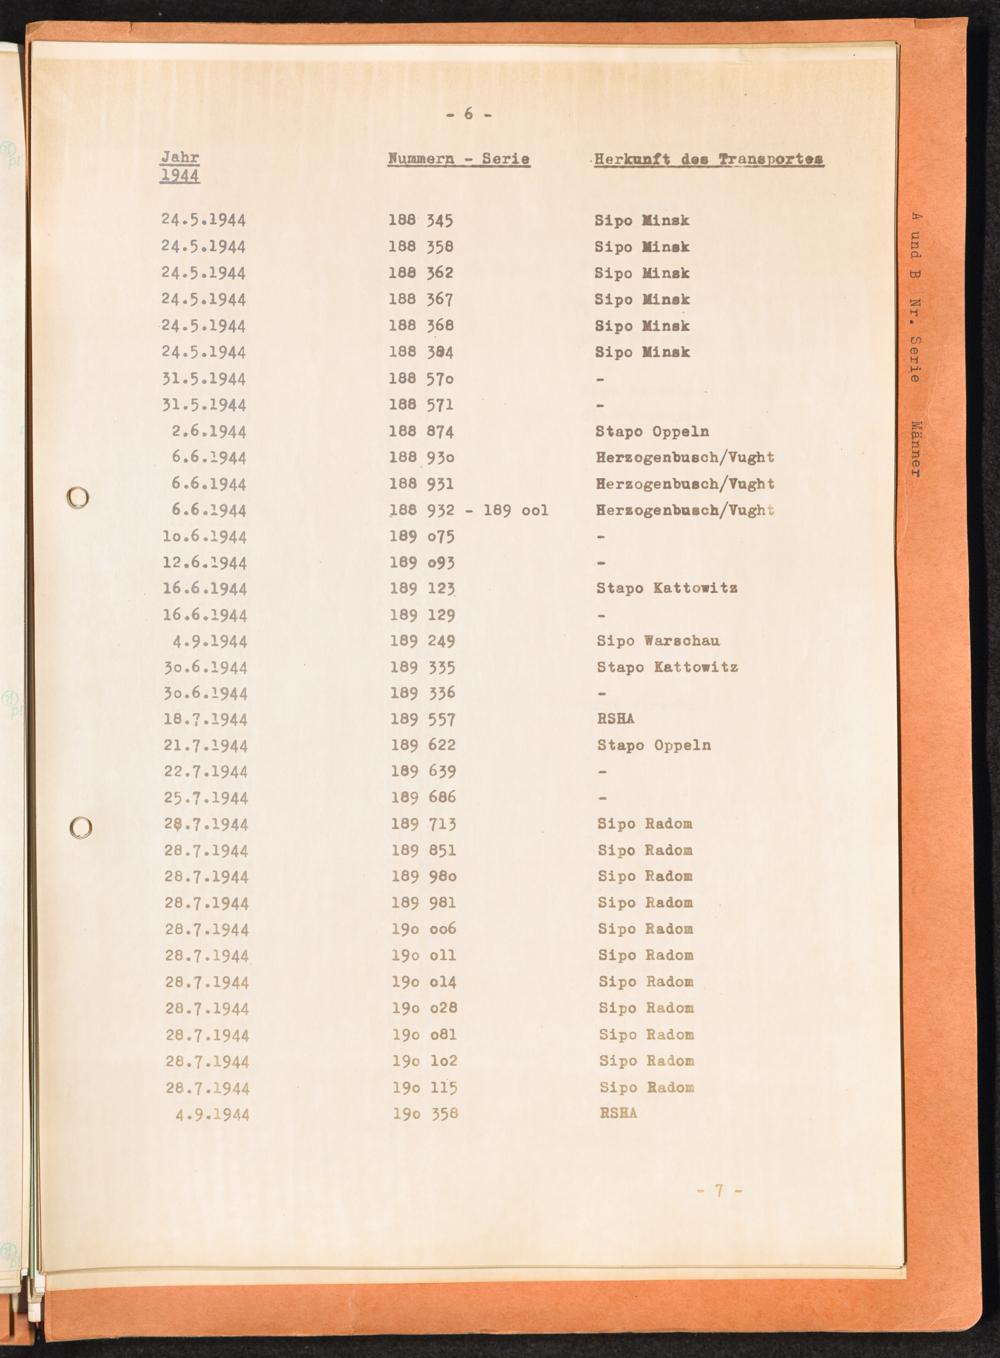 - 6 -
Jahr Nummern - Serie Herkunft des Transportes
1944
24.5.1944 188 345 Sipo Minsk
24.5.1944 188 358 Sipo Minsk
24.5.1944 188 362 Sipo Minsk
24.5.1944 188 367 Sipo Minsk
24.5.1944 188 368 Sipo Minsk
24.5.1944 188 384 Sipo Minsk
31.5.1944 188 57o -
31.5.1944 188 571 -
2.6.1944 188 874 Stapo Oppeln
6.6.1944 188 93o Herzogenbusch/Vught
6.6.1944 188 931 Herzogenbusch/Vught
6.6.1944 188 932 - 189 ool Herzogenbusch/Vught
lo.6.1944 189 o75 -
12.6.1944 189 o93 -
16.6.1944 189 123 Stapo Kattowitz
16.6.1944 189 129 -
4.9.1944 189 249 Sipo Warschau
3o.6.1944 189 335 Stapo Kattowitz
3o.6.1944 189 336 -
18.7.1944 189 557 RSHA
21.7.1944 189 622 Stapo Oppeln
22.7.1944 189 639 -
25.7.1944 189 686 -
28.7.1944 189 713 Sipo Radom
28.7.1944 189 851 Sipo Radom
28.7.1944 189 98o Sipo Radom
28.7.1944 189 981 Sipo Radom
28.7.1944 19o oo6 Sipo Radom
28.7.1944 19o oll Sipo Radom
28.7.1944 19o ol4 Sipo Radom
28.7.1944 19o o28 Sipo Radom
28.7.1944 19o o81 Sipo Radom
28.7.1944 19o lo2 Sipo Radom
28.7.1944 19o 115 Sipo Radom
4.9.1944 19o 358 RSHA
- 7 -
A und B Nr. Serie Männer